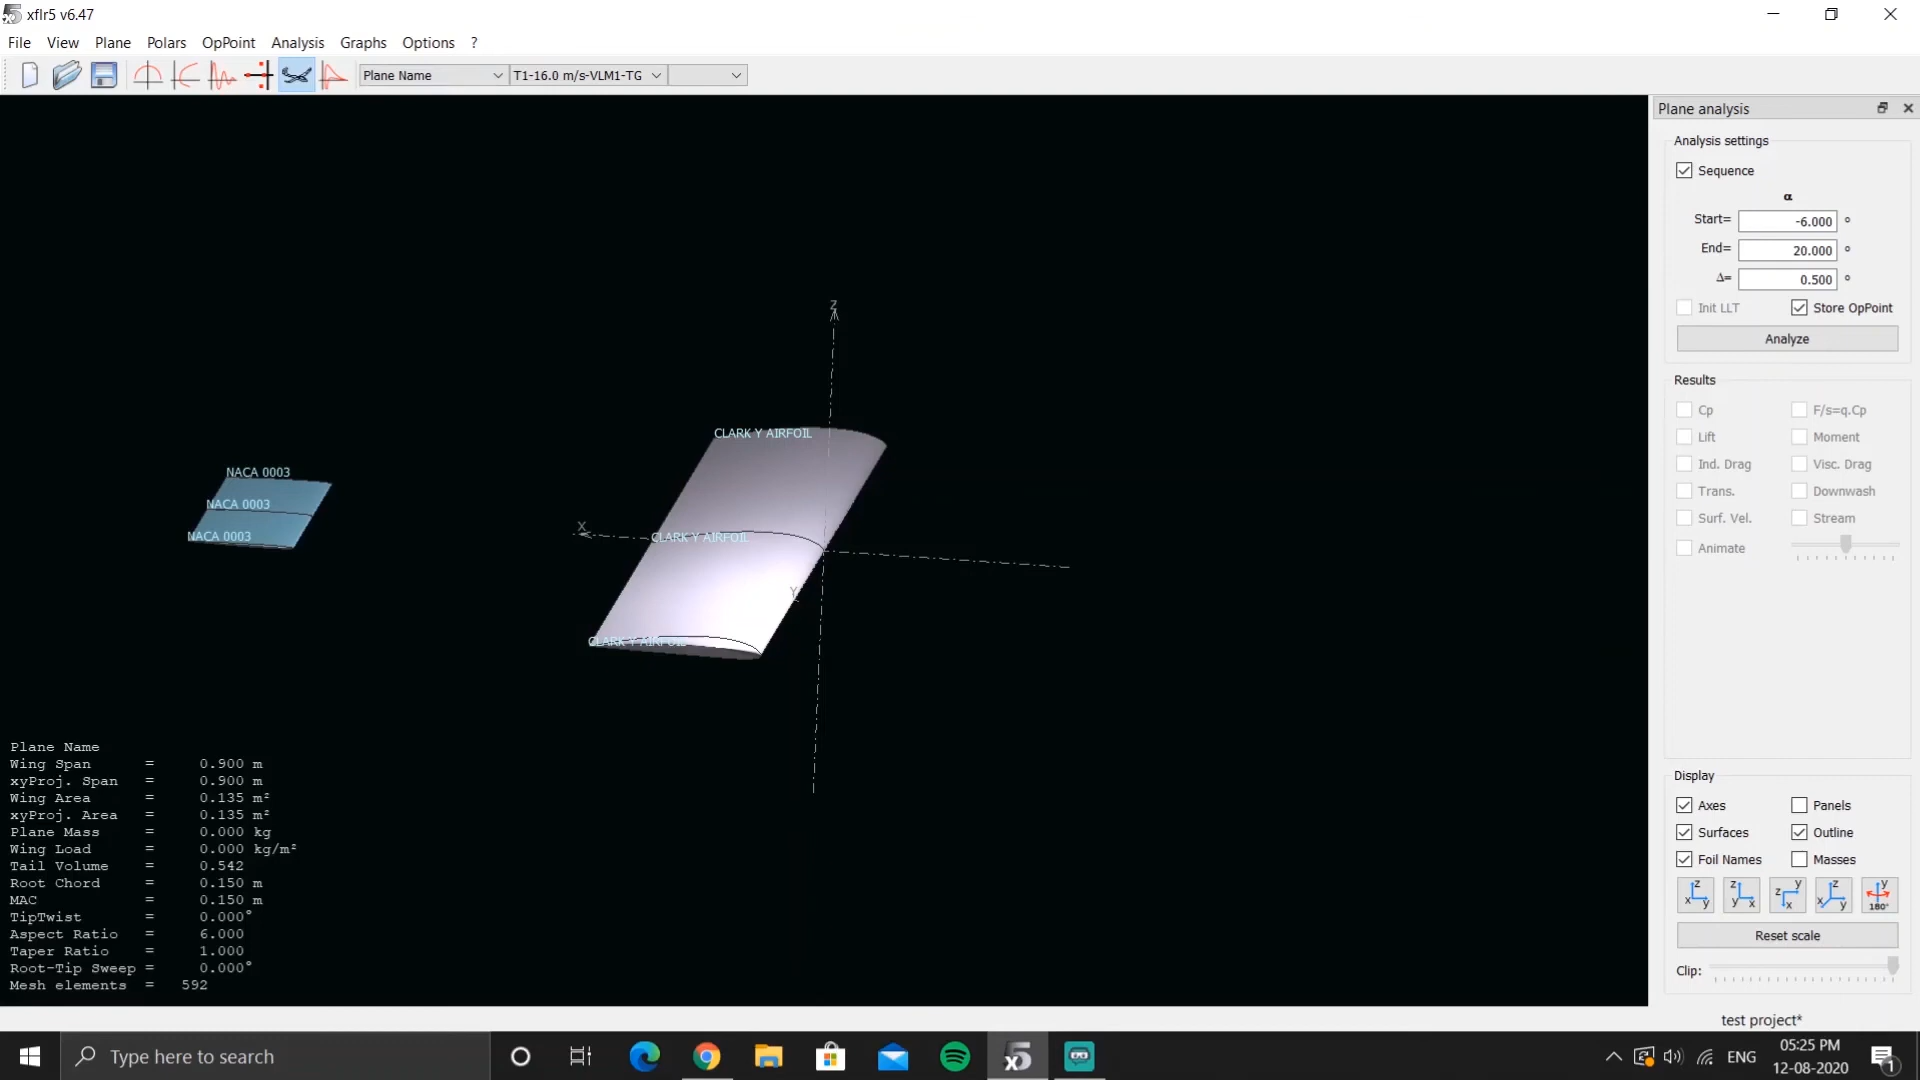 xflr5 v6.47
File View Plane Polars OpPoint Analysis Graphs Options ?
Plane Name T1-16.0 m/s-VLM1-TG
Plane analysis
Analysis settings
Sequence
α
Start= -6.000 °
End= 20.000 °
Δ= 0.500 °
Init LLT Store OpPoint
Analyze
Results
Cp F/s=q.Cp
Lift Moment
Ind. Drag Visc. Drag
Trans. Downwash
Surf. Vel. Stream
Animate
Display
Axes Panels
Surfaces Outline
Foil Names Masses
z x y
z y x
z y x
z x y
y 180°
Reset scale
Clip:
test project*
Z
X
Y
CLARK Y AIRFOIL
CLARK Y AIRFOIL
CLARK Y AIRFOIL
NACA 0003
NACA 0003
NACA 0003
Plane Name
Wing Span = 0.900 m
xyProj. Span = 0.900 m
Wing Area = 0.135 m²
xyProj. Area = 0.135 m²
Plane Mass = 0.000 kg
Wing Load = 0.000 kg/m²
Tail Volume = 0.542
Root Chord = 0.150 m
MAC = 0.150 m
TipTwist = 0.000°
Aspect Ratio = 6.000
Taper Ratio = 1.000
Root-Tip Sweep = 0.000°
Mesh elements = 592
Type here to search
x5
ENG
05:25 PM
12-08-2020
1